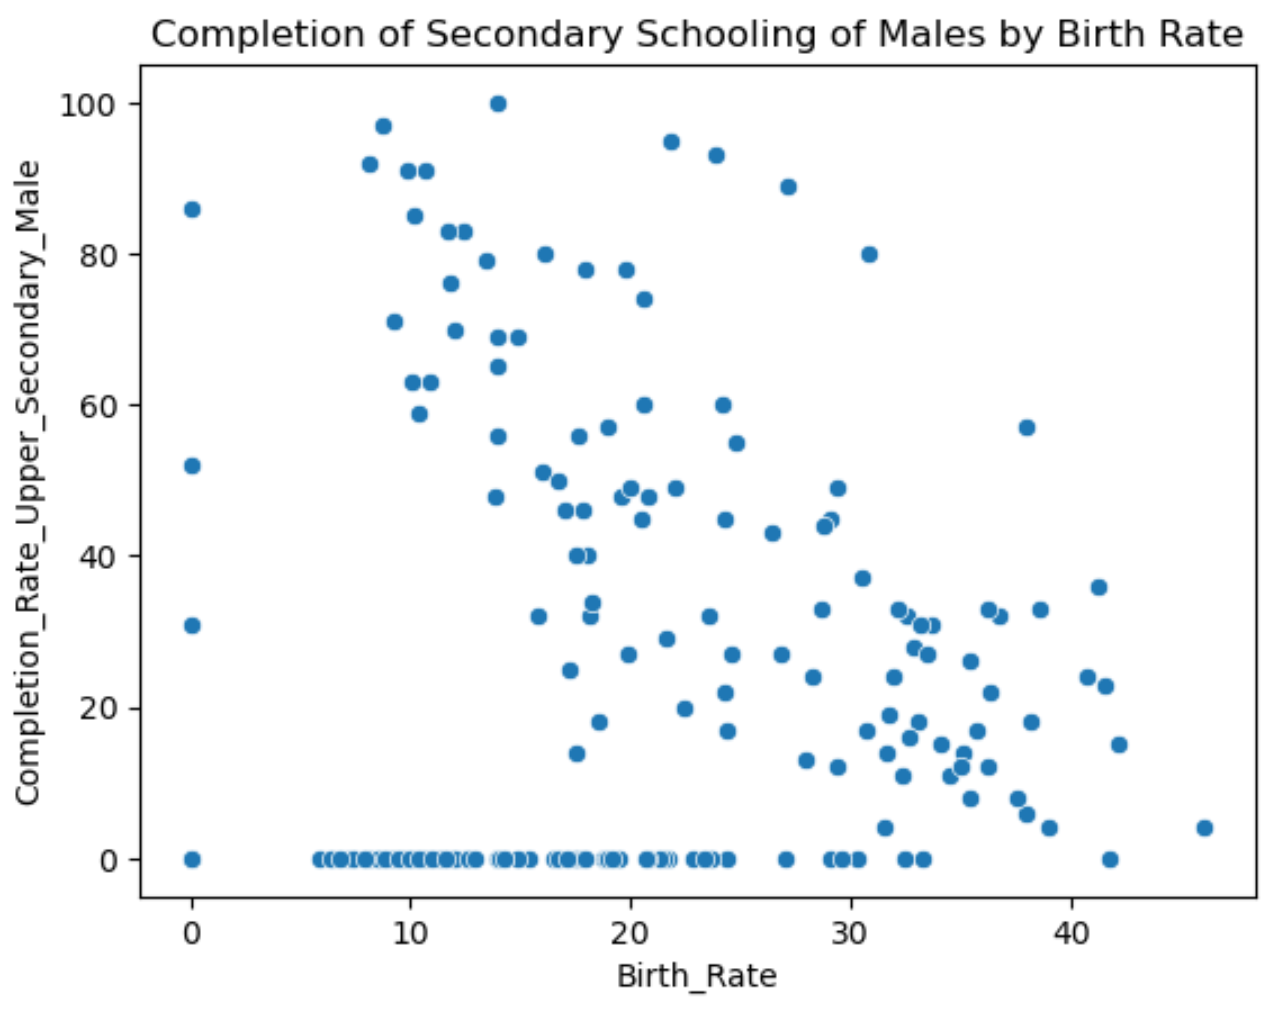 Completion of Secondary Schooling of Males by Birth Rate
Completion_Rate_Upper_Secondary_Male
100
80
60
40
20
0
0 10 20 30 40
Birth_Rate